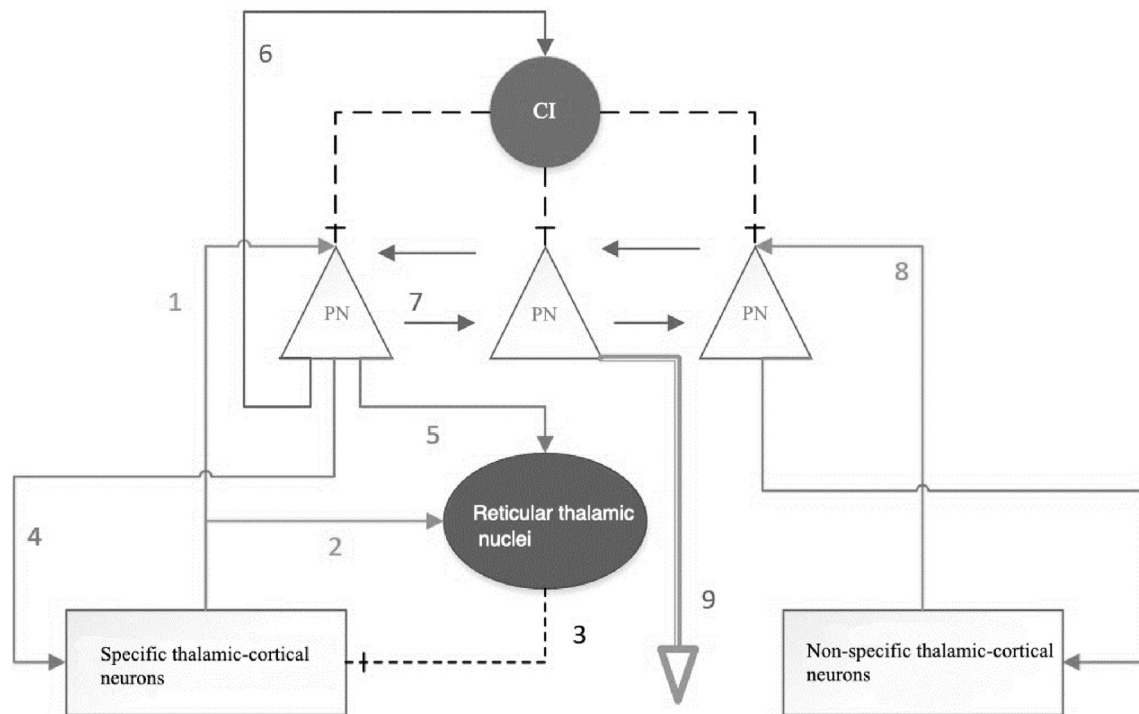 6
CI
1
PN
7
PN
PN
8
5
Reticular thalamic
nuclei
4
2
9
3
Specific thalamic-cortical
neurons
Non-specific thalamic-cortical
neurons